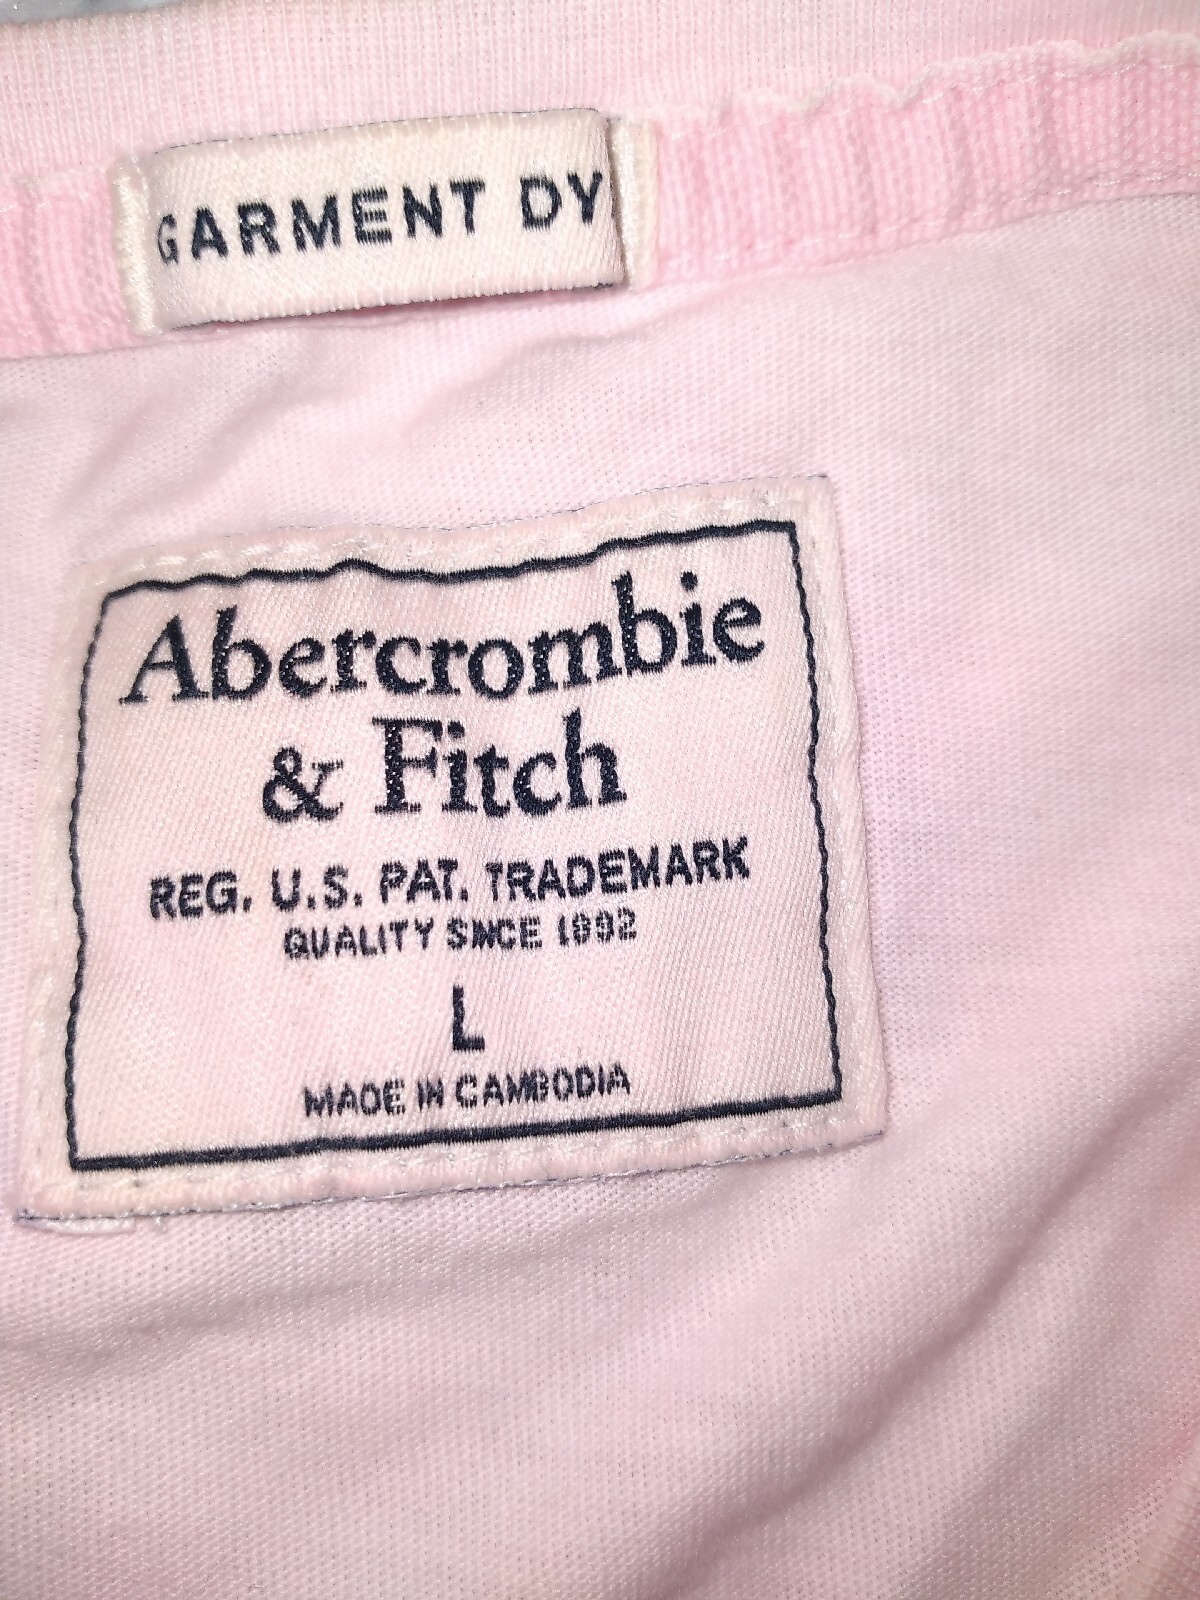 GARMENT DY
Abercrombie
& Fitch
REG. U.S. PAT. TRADEMARK
QUALITY SINCE 1892
L
MADE IN CAMBODIA